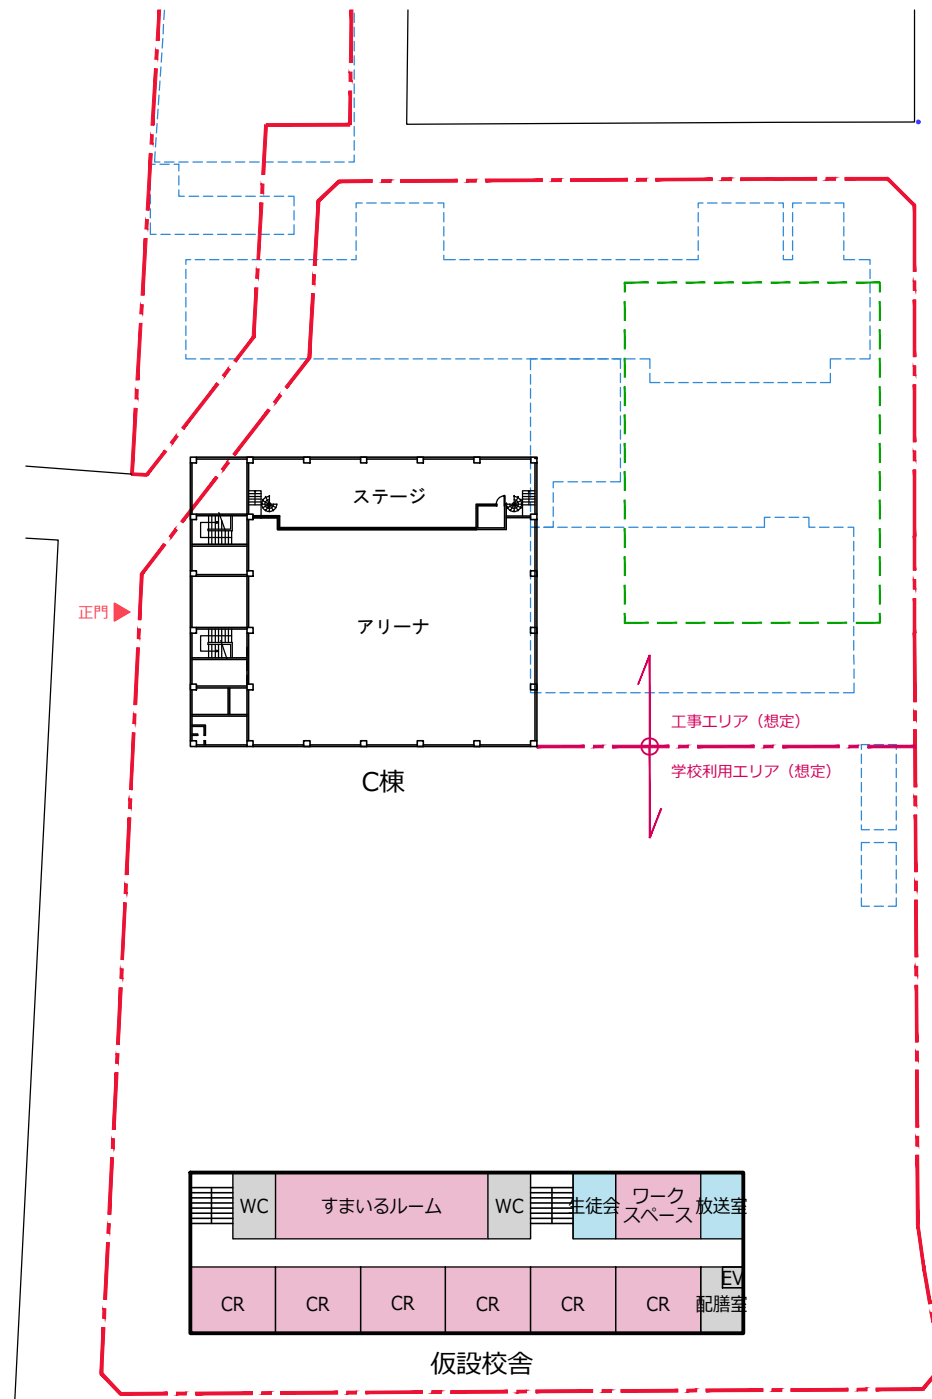 ステージ
アリーナ
正門
工事エリア（想定）
学校利用エリア（想定）
C棟
WC
すまいるルーム
WC
生徒会
ワーク
スペース
放送室
CR
CR
CR
CR
CR
CR
EV
配膳室
仮設校舎